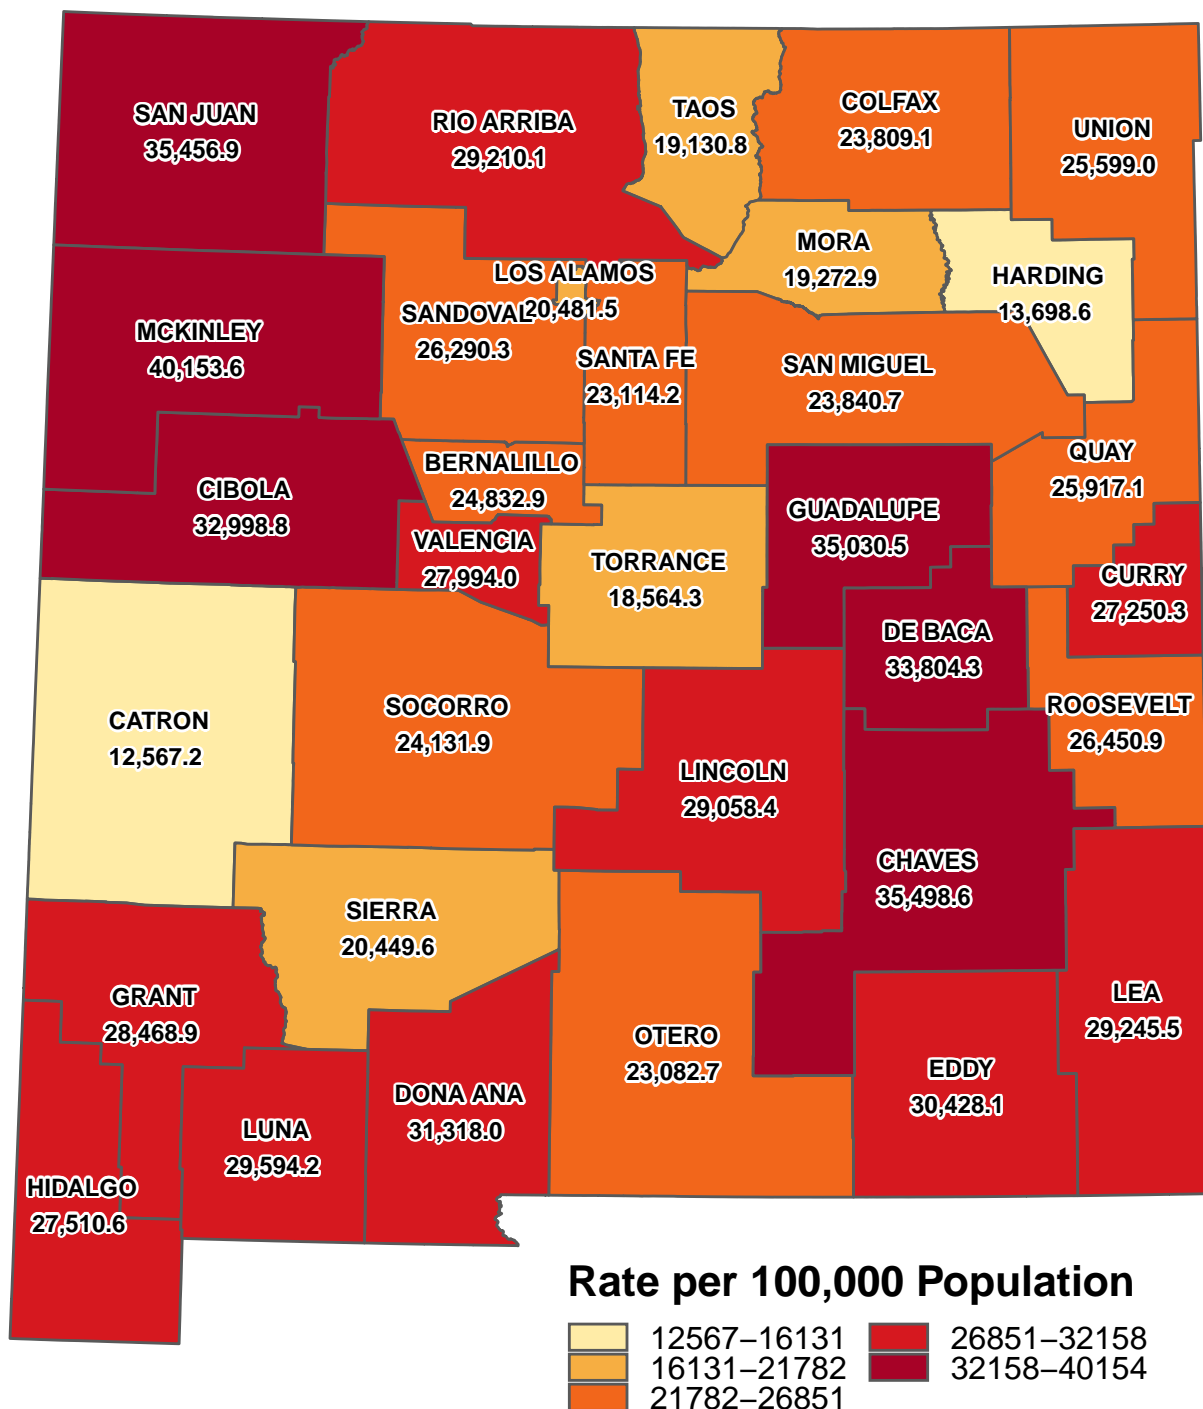 SAN JUAN
35,456.9
RIO ARRIBA
29,210.1
TAOS
19,130.8
COLFAX
23,809.1
UNION
25,599.0
MORA
19,272.9
HARDING
13,698.6
LOS ALAMOS
20,481.5
SANDOVAL
26,290.3
MCKINLEY
40,153.6
SANTA FE
23,114.2
SAN MIGUEL
23,840.7
QUAY
25,917.1
BERNALILLO
24,832.9
CIBOLA
32,998.8
GUADALUPE
35,030.5
VALENCIA
27,994.0
TORRANCE
18,564.3
CURRY
27,250.3
DE BACA
33,804.3
CATRON
12,567.2
SOCORRO
24,131.9
ROOSEVELT
26,450.9
LINCOLN
29,058.4
CHAVES
35,498.6
SIERRA
20,449.6
GRANT
28,468.9
LEA
29,245.5
OTERO
23,082.7
EDDY
30,428.1
DONA ANA
31,318.0
LUNA
29,594.2
HIDALGO
27,510.6
Rate per 100,000 Population
12567−16131
16131−21782
21782−26851
26851−32158
32158−40154